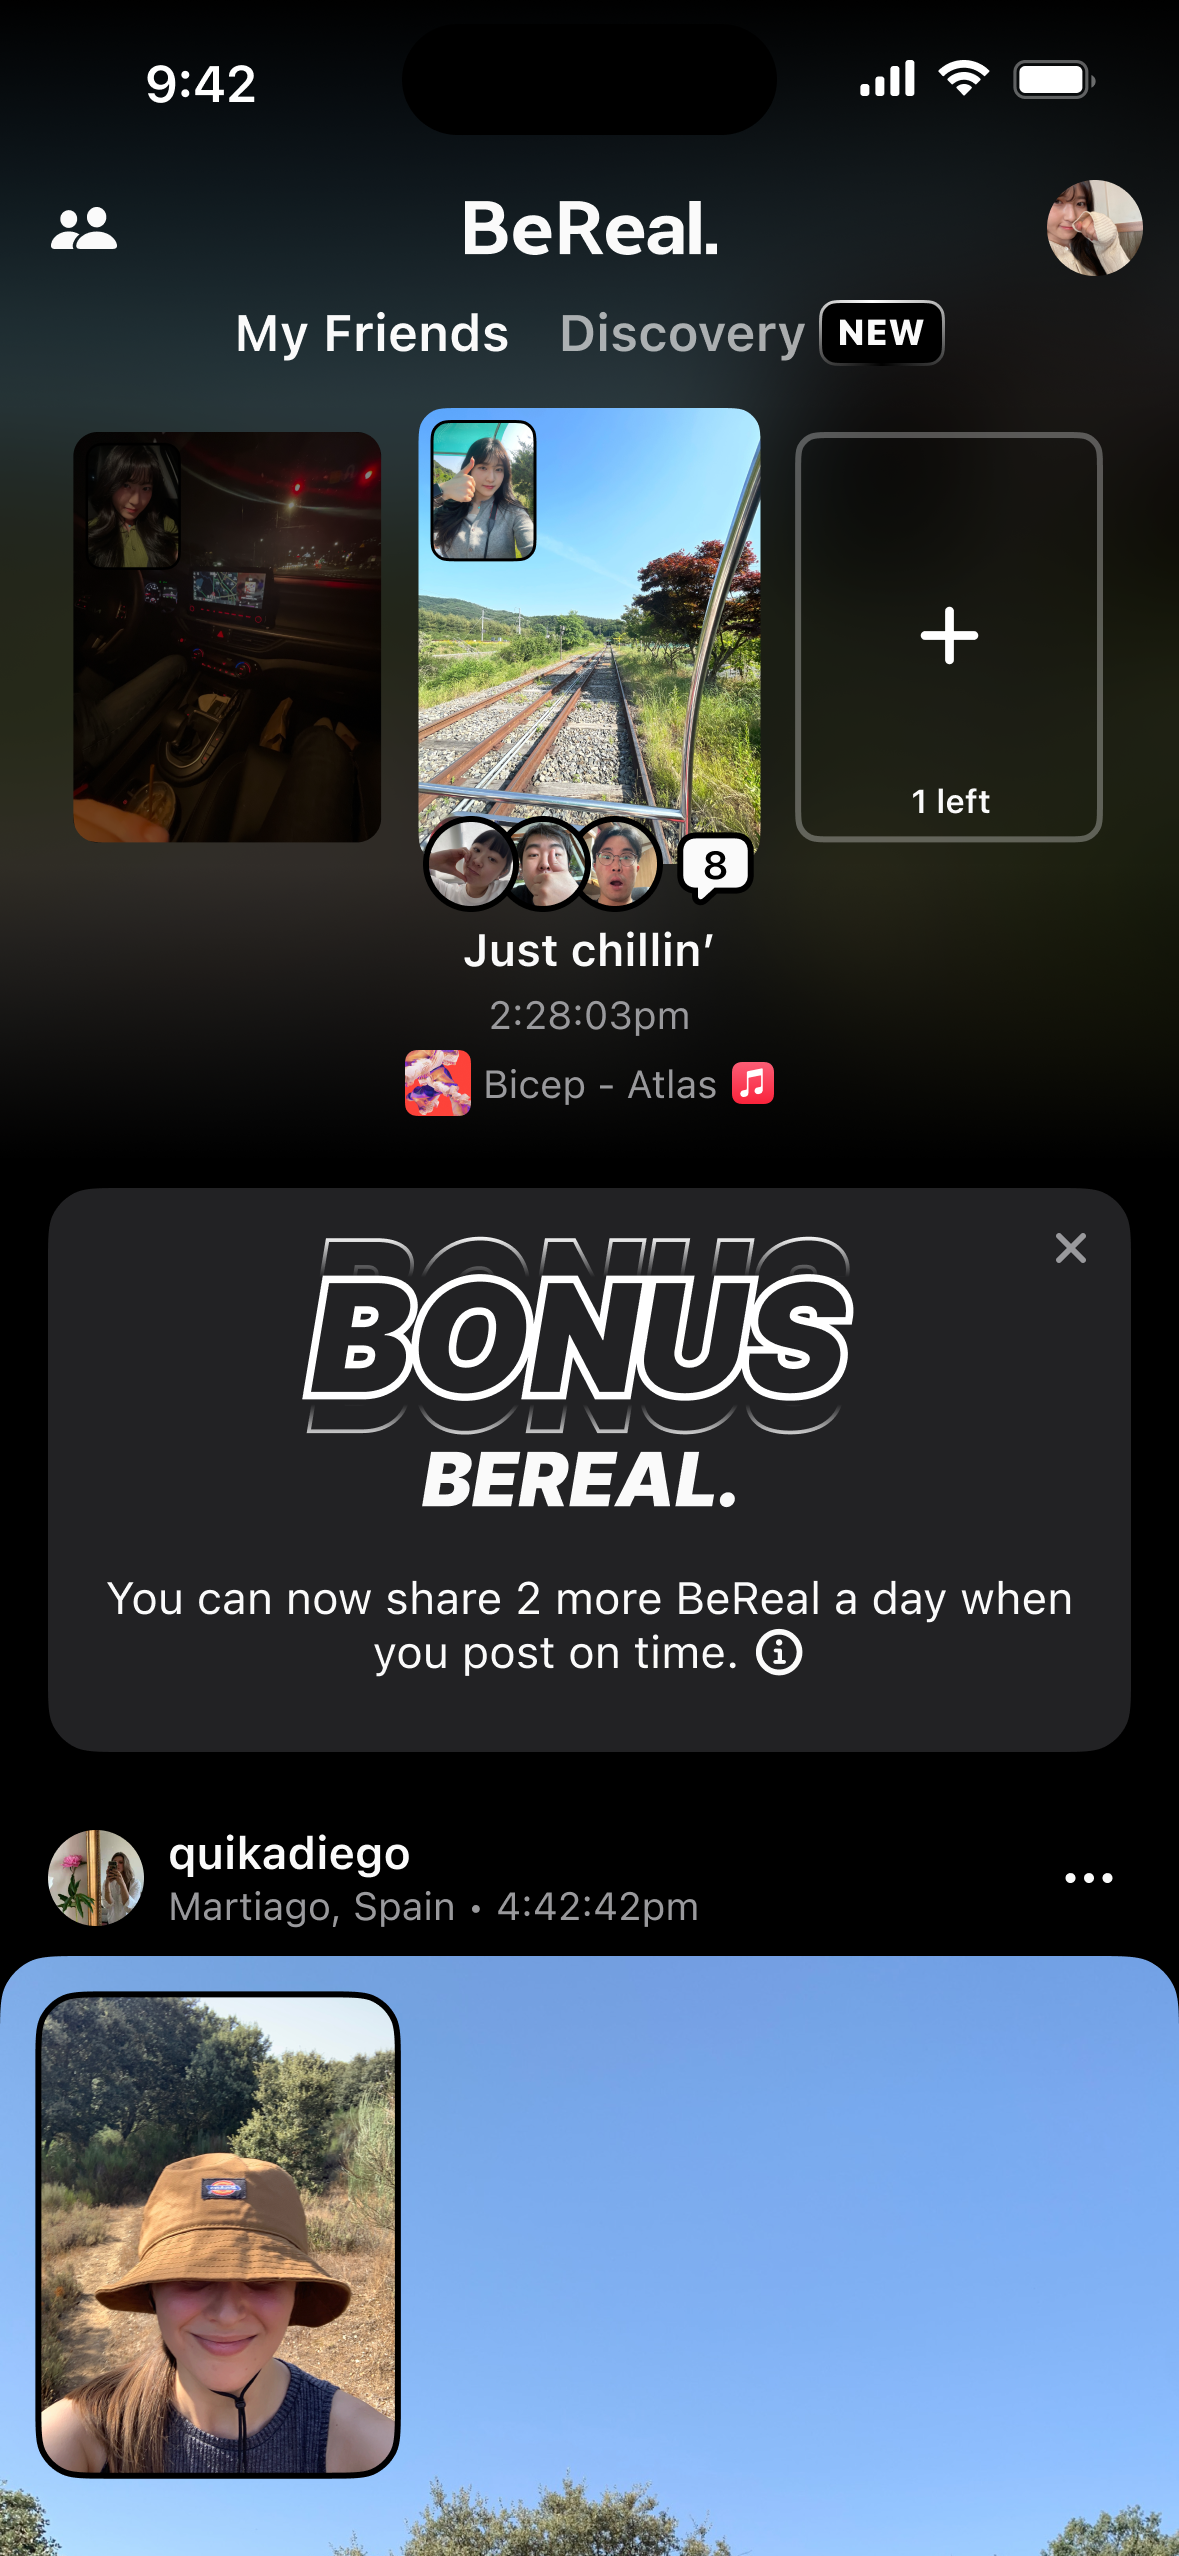 9:42
BeReal.
My Friends Discovery NEW
1 left
8
Just chillin’
2:28:03pm
Bicep - Atlas
BONUS
BEREAL.
You can now share 2 more BeReal a day when
you post on time.
quikadiego
Martiago, Spain • 4:42:42pm